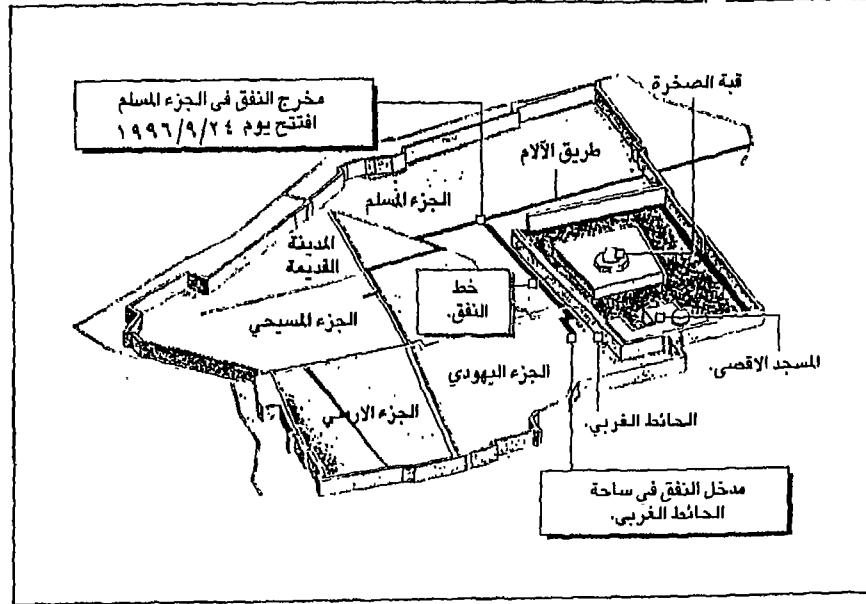 قبة الصخرة
مخرج النفق فى الجزء المسلم
افتتح يوم ١٩٩٦/٩/٢٤
طريق الآلام
الجزء المسلم
المدينة
القديمة
خط
النفق.
الجزء المسيحي
الجزء اليهودي
المسجد الاقصى.
الجزء الارمني
الحائط الغربي.
مدخل النفق في ساحة
الحائط الغربي.